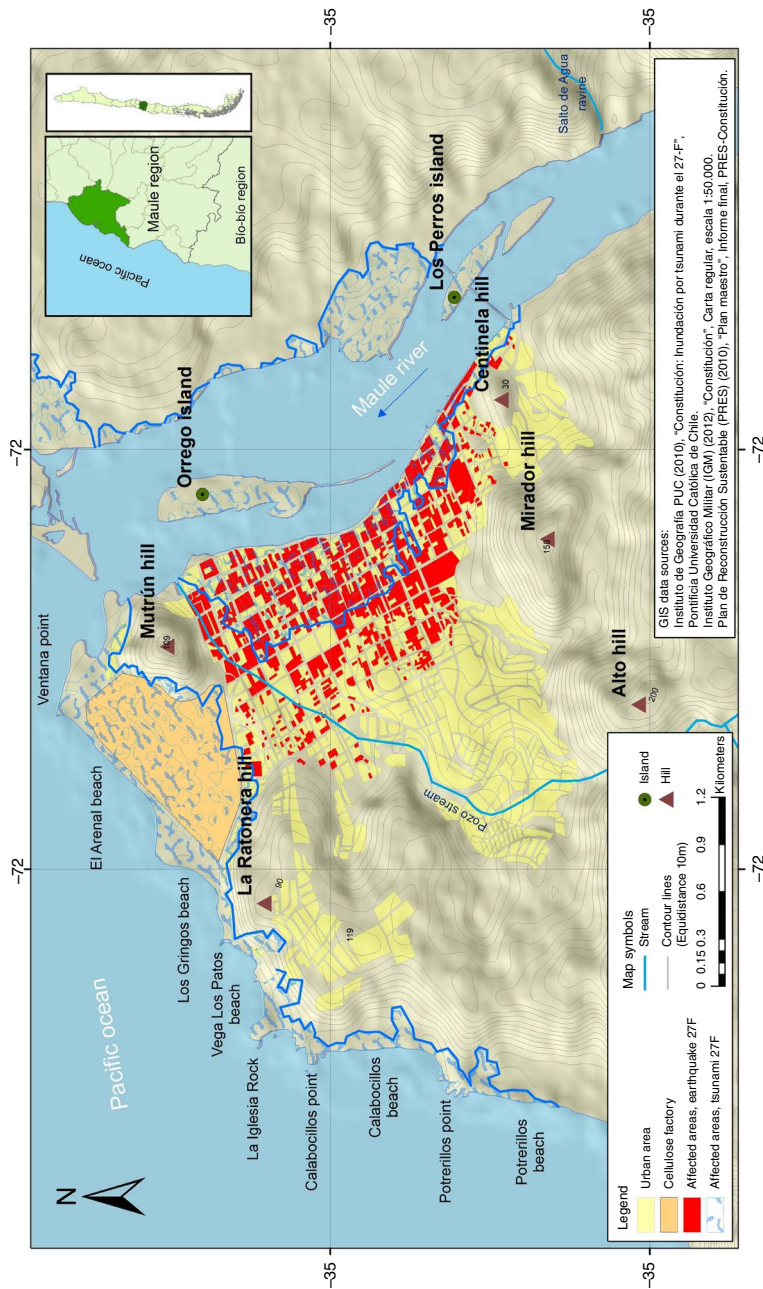 −72
−72
−35
−35
N
Pacific ocean
Ventana point
El Arenal beach
Los Gringos beach
Vega Los Patos
beach
La Iglesia Rock
Calabocillos point
Calabocillos
beach
Potrerillos point
Potrerillos
beach
Mutrún hill
109
Orrego island
La Ratonera hill
90
119
Pozo stream
Maule river
Los Perros island
Centinela hill
30
Mirador hill
158
Alto hill
200
Salto de Agua
ravine
Pacific ocean
Maule region
Bío-bío region
Legend
Urban area
Cellulose factory
Affected areas, earthquake 27F
Affected areas, tsunami 27F
Map symbols
Stream
Contour lines
(Equidistance 10m)
Island
Hill
0 0.15 0.3 0.6 0.9 1.2
Kilometers
GIS data sources:
Instituto de Geografía PUC (2010), “Constitución: Inundación por tsunami durante el 27-F”,
Pontificia Universidad Católica de Chile.
Instituto Geográfico Militar (IGM) (2012), “Constitución”, Carta regular, escala 1:50.000.
Plan de Reconstrucción Sustentable (PRES) (2010), “Plan maestro”, Informe final, PRES-Constitución.
−35
−35
−72
−72